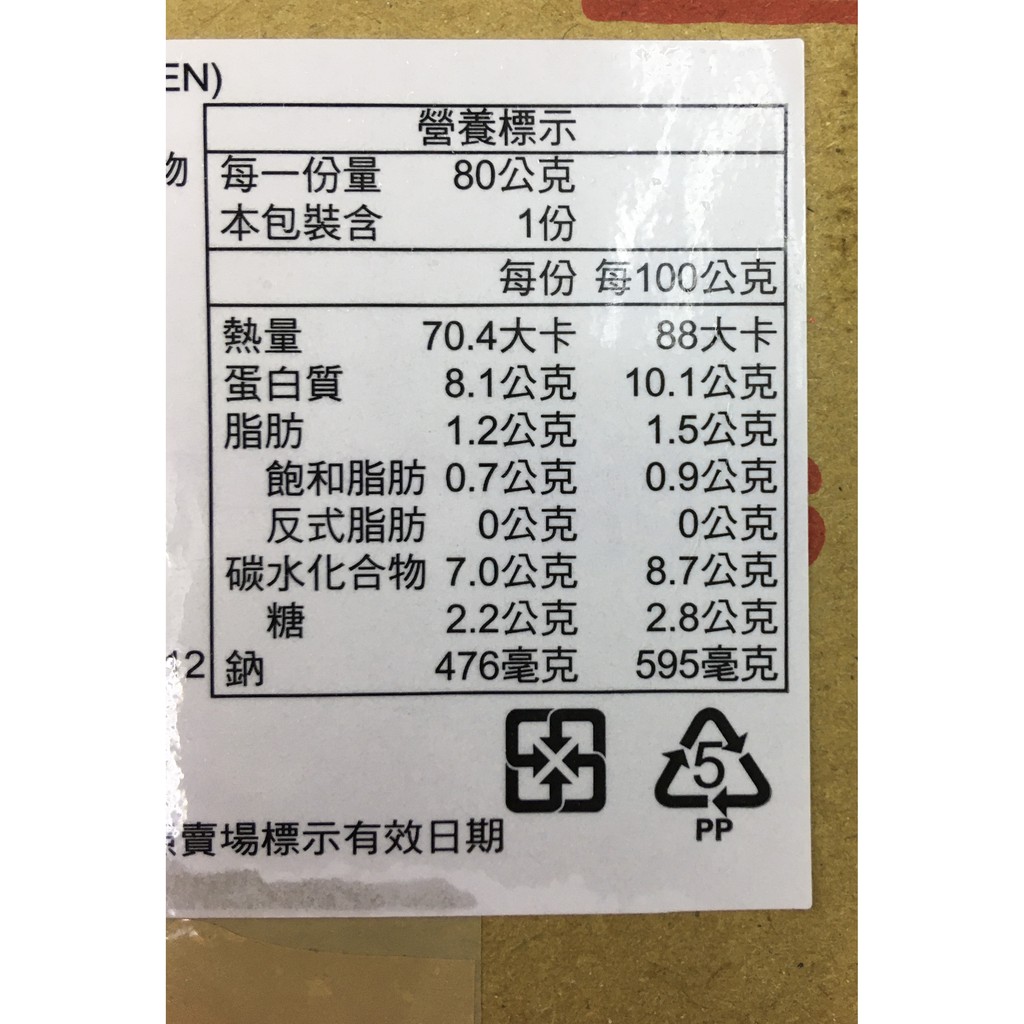 EN)
營養標示
物
每一份量 80公克
本包裝含 1份
每份 每100公克
熱量 70.4大卡 88大卡
蛋白質 8.1公克 10.1公克
脂肪 1.2公克 1.5公克
飽和脂肪 0.7公克 0.9公克
反式脂肪 0公克 0公克
碳水化合物 7.0公克 8.7公克
糖 2.2公克 2.8公克
12
鈉 476毫克 595毫克
5
PP
賣場標示有效日期